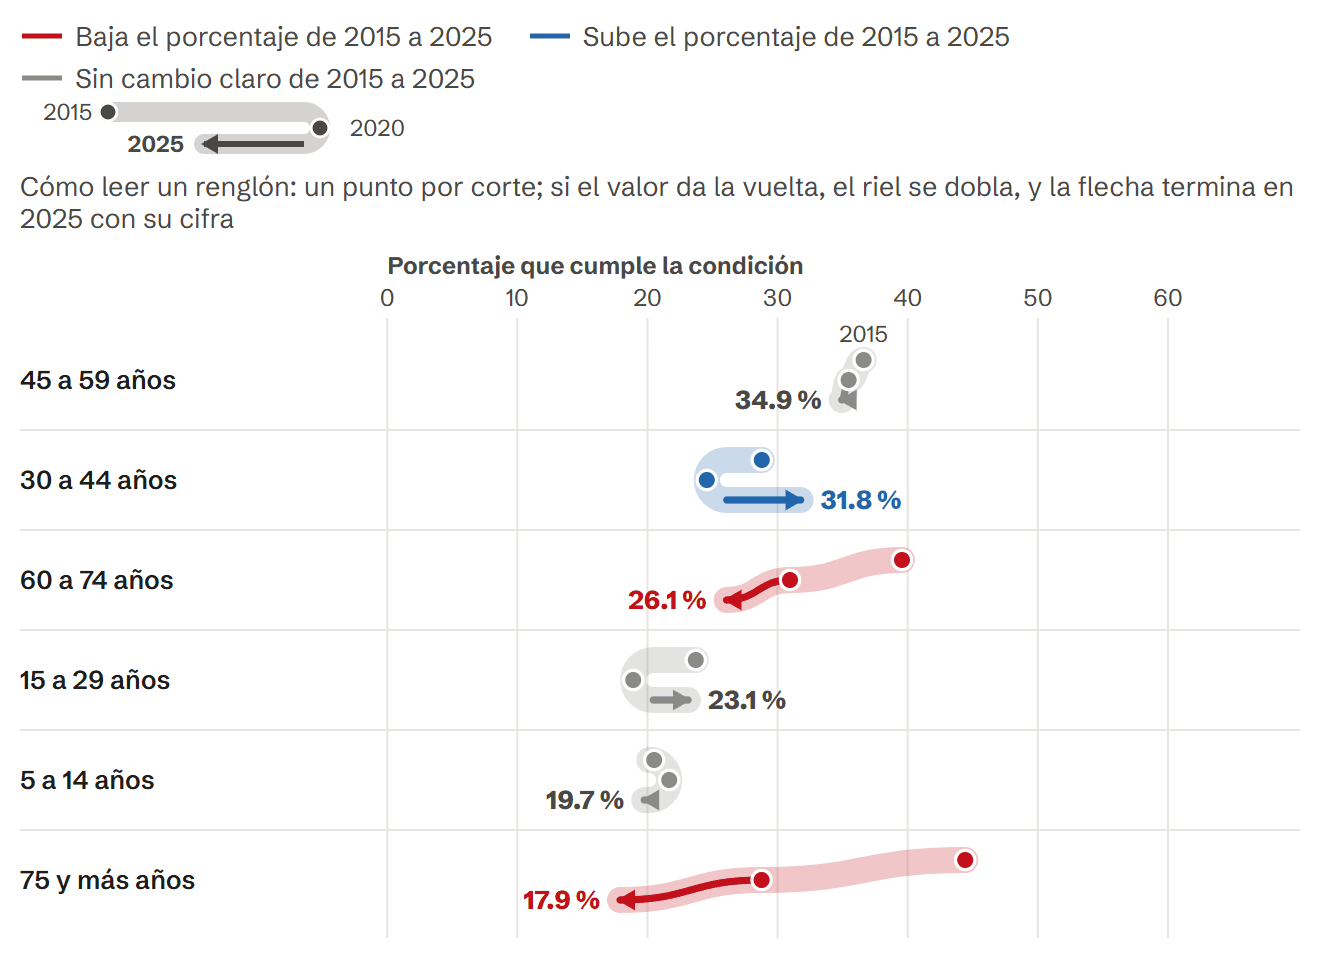 Baja el porcentaje de 2015 a 2025
Sube el porcentaje de 2015 a 2025
Sin cambio claro de 2015 a 2025
2015
2020
2025
Cómo leer un renglón: un punto por corte; si el valor da la vuelta, el riel se dobla, y la flecha termina en
2025 con su cifra
Porcentaje que cumple la condición
0 10 20 30 40 50 60
2015
45 a 59 años
34.9 %
30 a 44 años
31.8 %
60 a 74 años
26.1 %
15 a 29 años
23.1 %
5 a 14 años
19.7 %
75 y más años
17.9 %